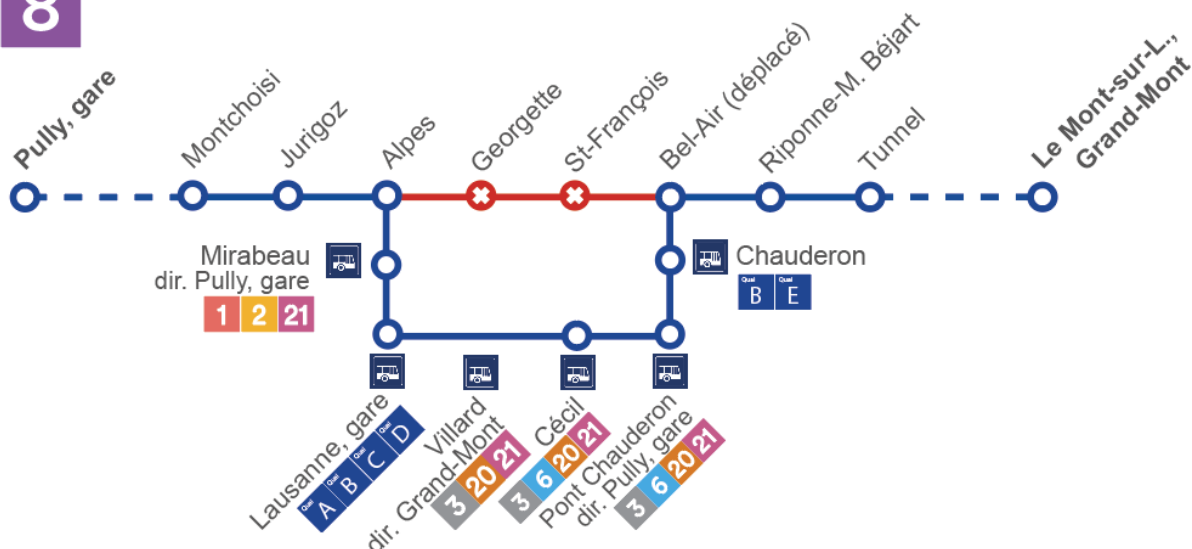 8
Pully, gare
Montchoisi
Jurigoz
Alpes
Georgette
St-François
Bel-Air (déplacé)
Riponne-M. Béjart
Tunnel
Le Mont-sur-L.,
Grand-Mont
Mirabeau
dir. Pully, gare
1 2 21
Chauderon
Quai B Quai E
Lausanne, gare
Quai A Quai B Quai C Quai D
Villard
dir. Grand-Mont
3 20 21
Cécil
3 6 20 21
Pont Chauderon
dir. Pully, gare
3 6 20 21